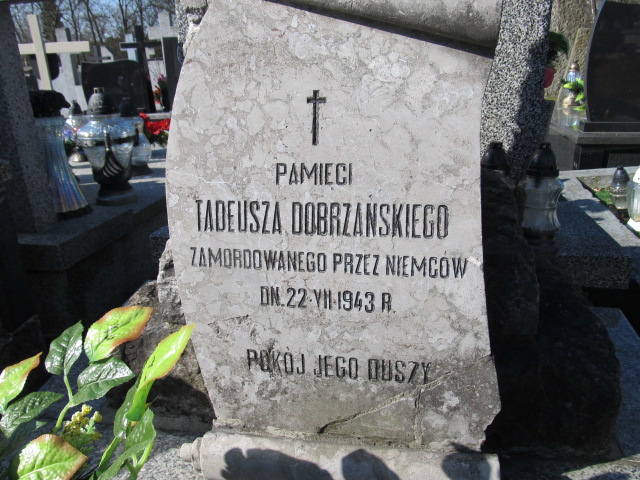 PAMIĘCI
TADEUSZA DOBRZAŃSKIEGO
ZAMORDOWANEGO PRZEZ NIEMCÓW
DN. 22·VII·1943 R.
POKÓJ JEGO DUSZY